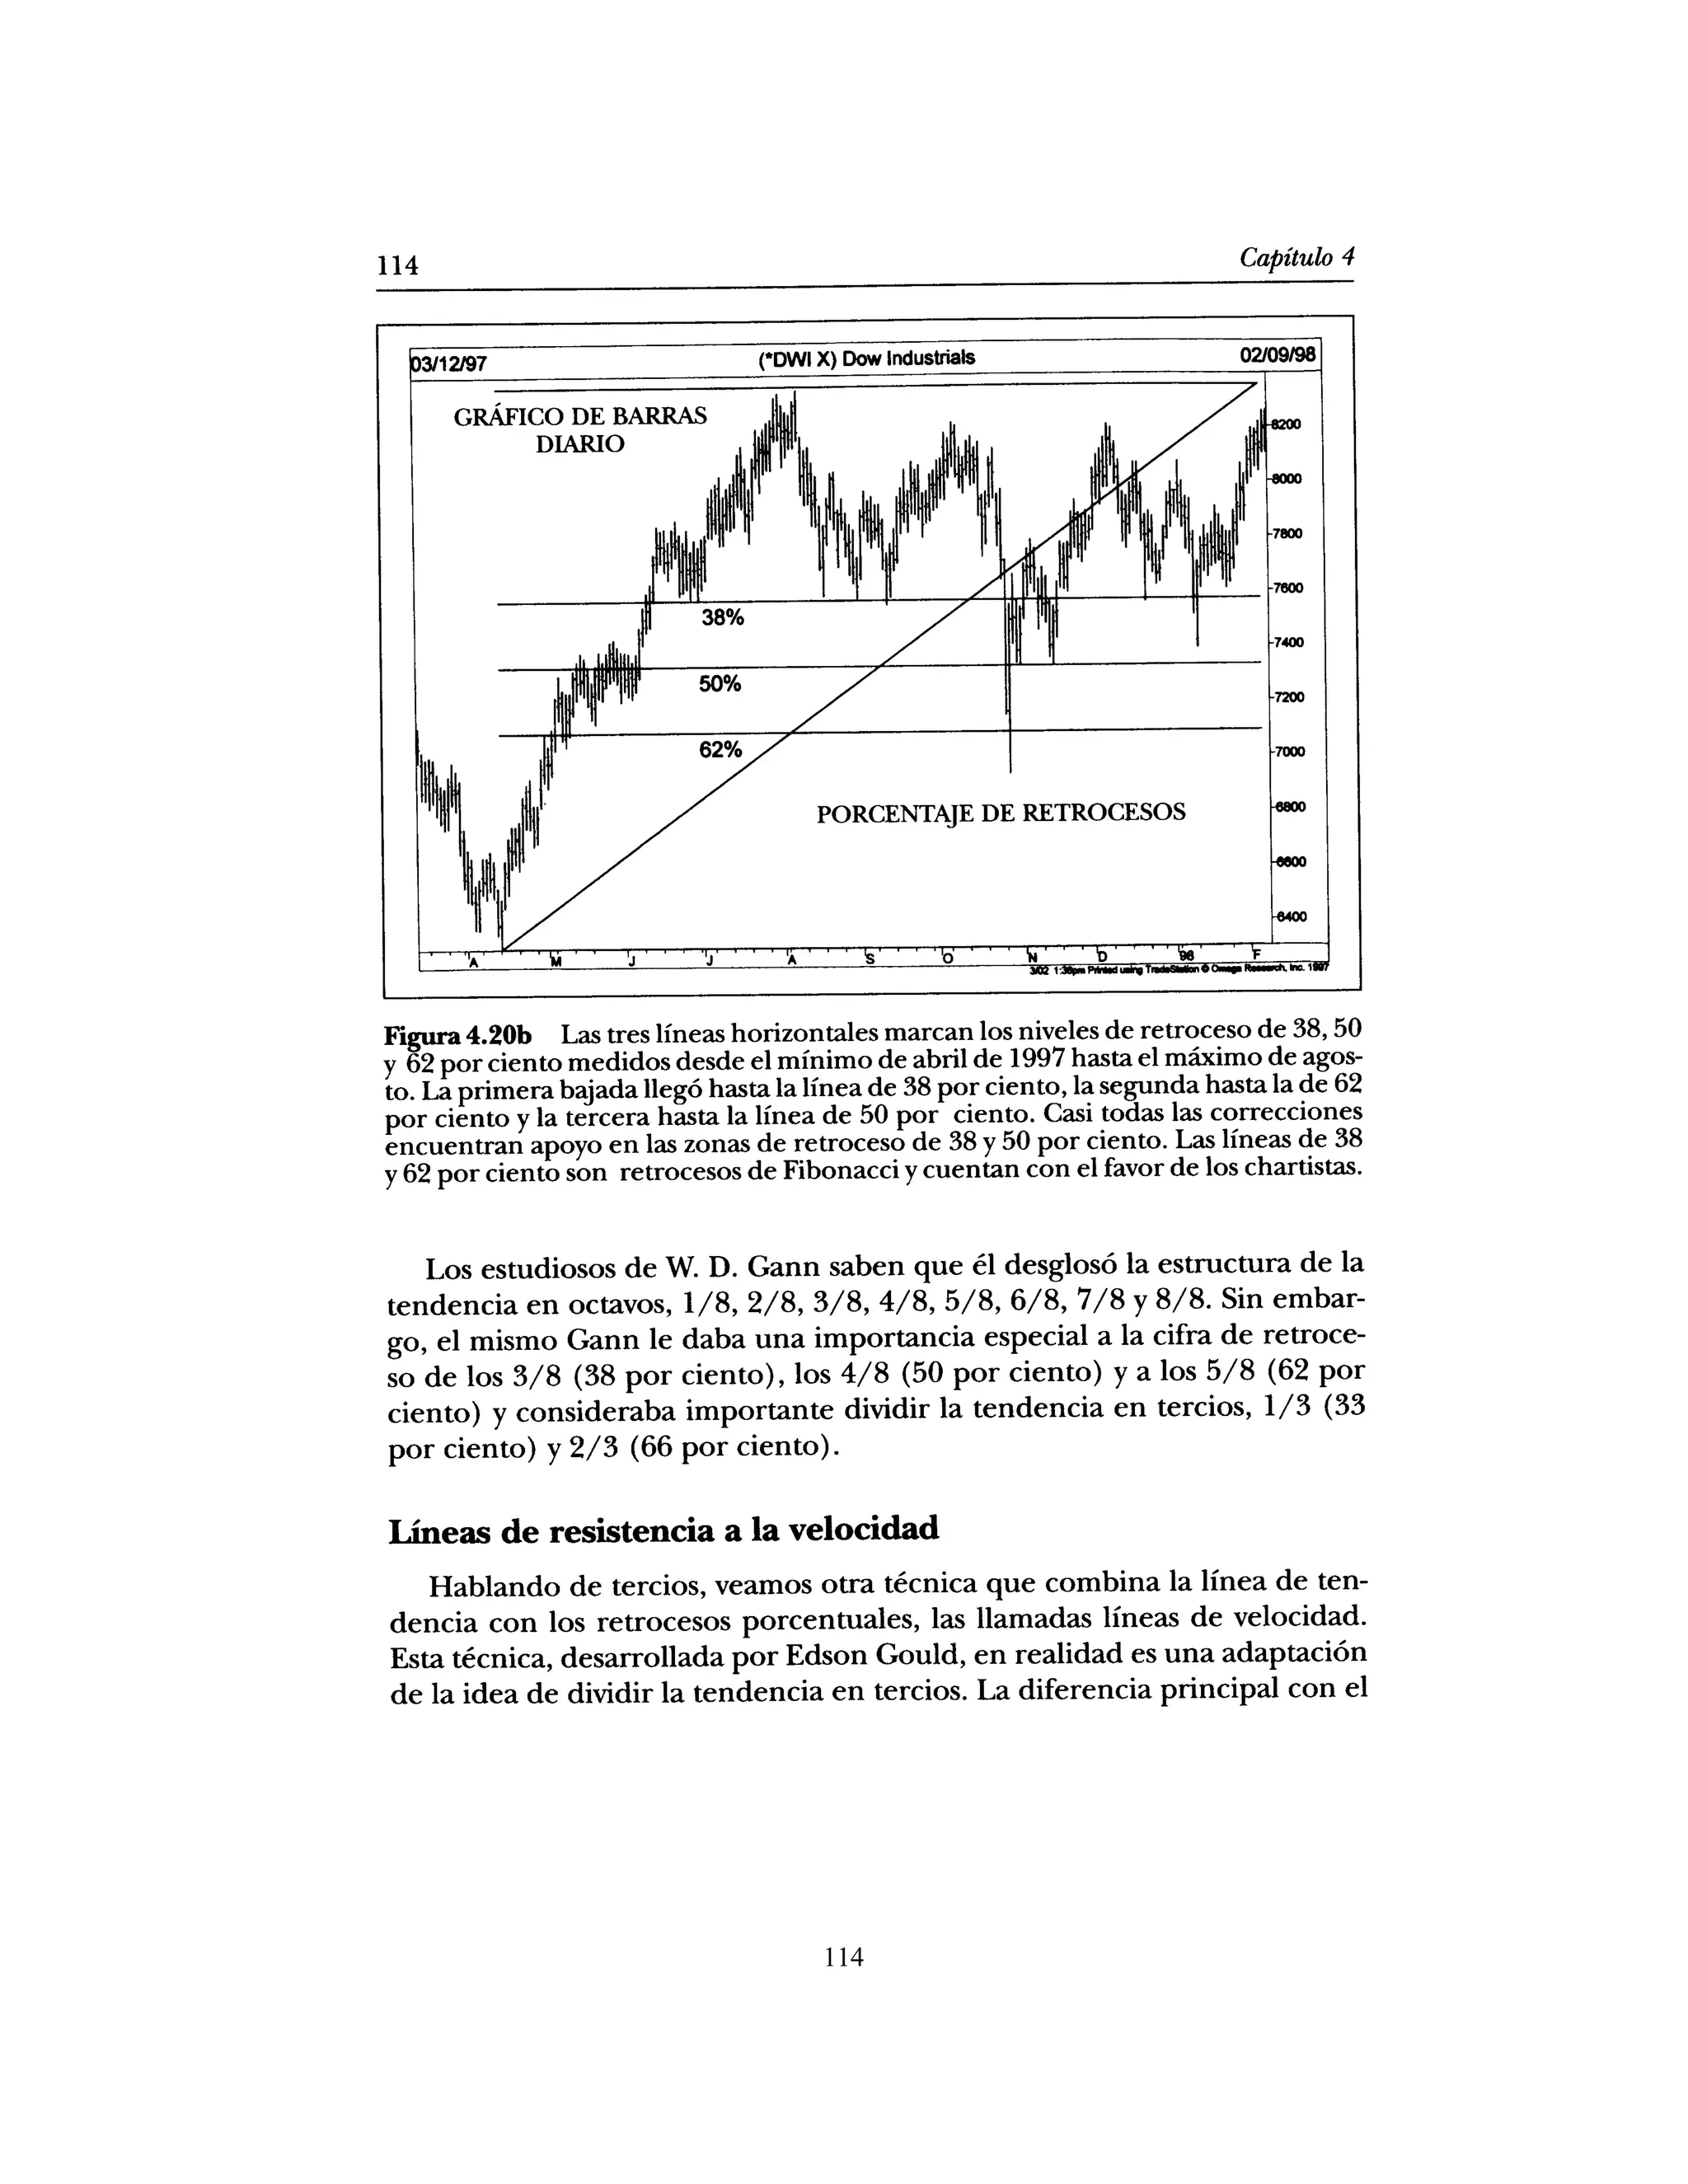 114
Capítulo 4
03/12/97
(*DWI X) Dow Industrials
02/09/98
GRÁFICO DE BARRAS
DIARIO
8200
8000
7800
7600
38%
7400
50%
7200
62%
7000
PORCENTAJE DE RETROCESOS
6800
6600
6400
A M J J A S O N D 98 F
3/02 1:38pm Printed using TradeStation © Omega Research, Inc. 1997
Figura 4.20b Las tres líneas horizontales marcan los niveles de retroceso de 38, 50
y 62 por ciento medidos desde el mínimo de abril de 1997 hasta el máximo de agos-
to. La primera bajada llegó hasta la línea de 38 por ciento, la segunda hasta la de 62
por ciento y la tercera hasta la línea de 50 por ciento. Casi todas las correcciones
encuentran apoyo en las zonas de retroceso de 38 y 50 por ciento. Las líneas de 38
y 62 por ciento son retrocesos de Fibonacci y cuentan con el favor de los chartistas.
Los estudiosos de W. D. Gann saben que él desglosó la estructura de la
tendencia en octavos, 1/8, 2/8, 3/8, 4/8, 5/8, 6/8, 7/8 y 8/8. Sin embar-
go, el mismo Gann le daba una importancia especial a la cifra de retroce-
so de los 3/8 (38 por ciento), los 4/8 (50 por ciento) y a los 5/8 (62 por
ciento) y consideraba importante dividir la tendencia en tercios, 1/3 (33
por ciento) y 2/3 (66 por ciento).
Líneas de resistencia a la velocidad
Hablando de tercios, veamos otra técnica que combina la línea de ten-
dencia con los retrocesos porcentuales, las llamadas líneas de velocidad.
Esta técnica, desarrollada por Edson Gould, en realidad es una adaptación
de la idea de dividir la tendencia en tercios. La diferencia principal con el
114